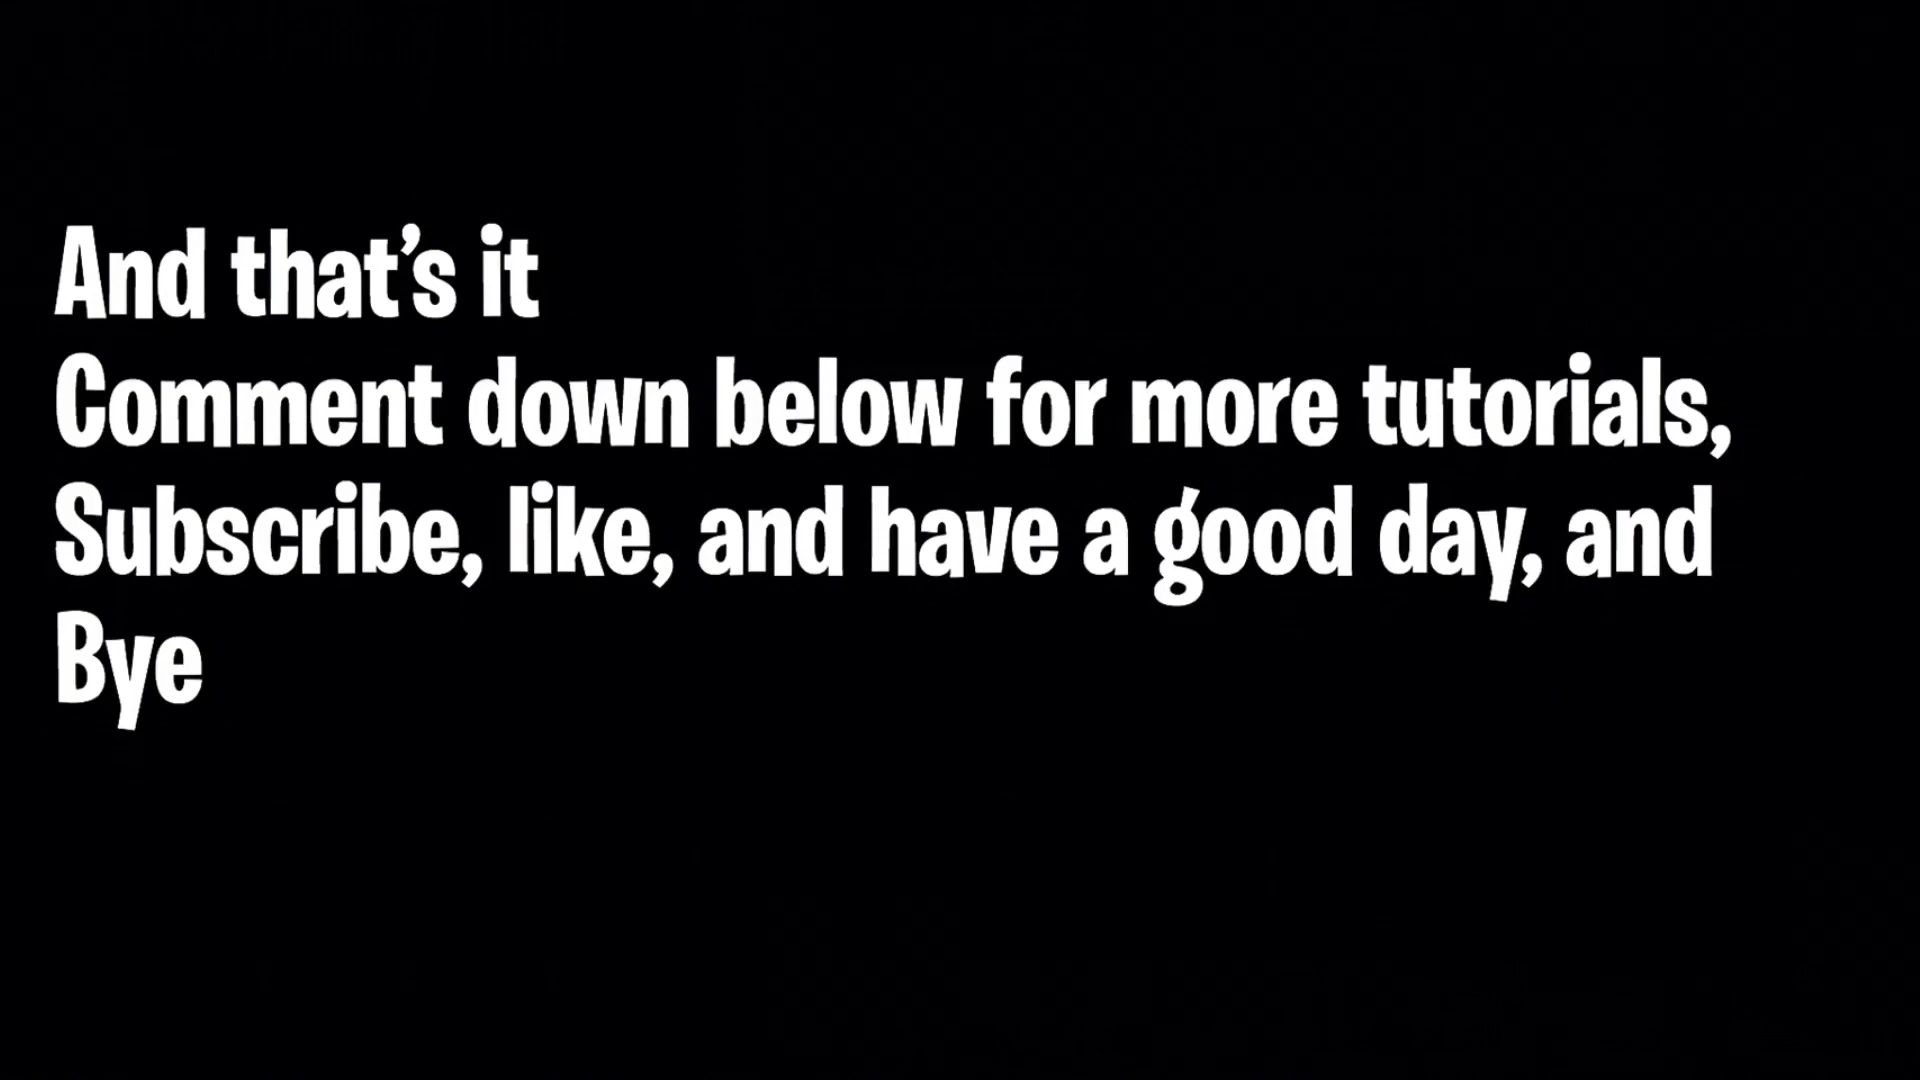 And that’s it
Comment down below for more tutorials,
Subscribe, like, and have a good day, and
Bye